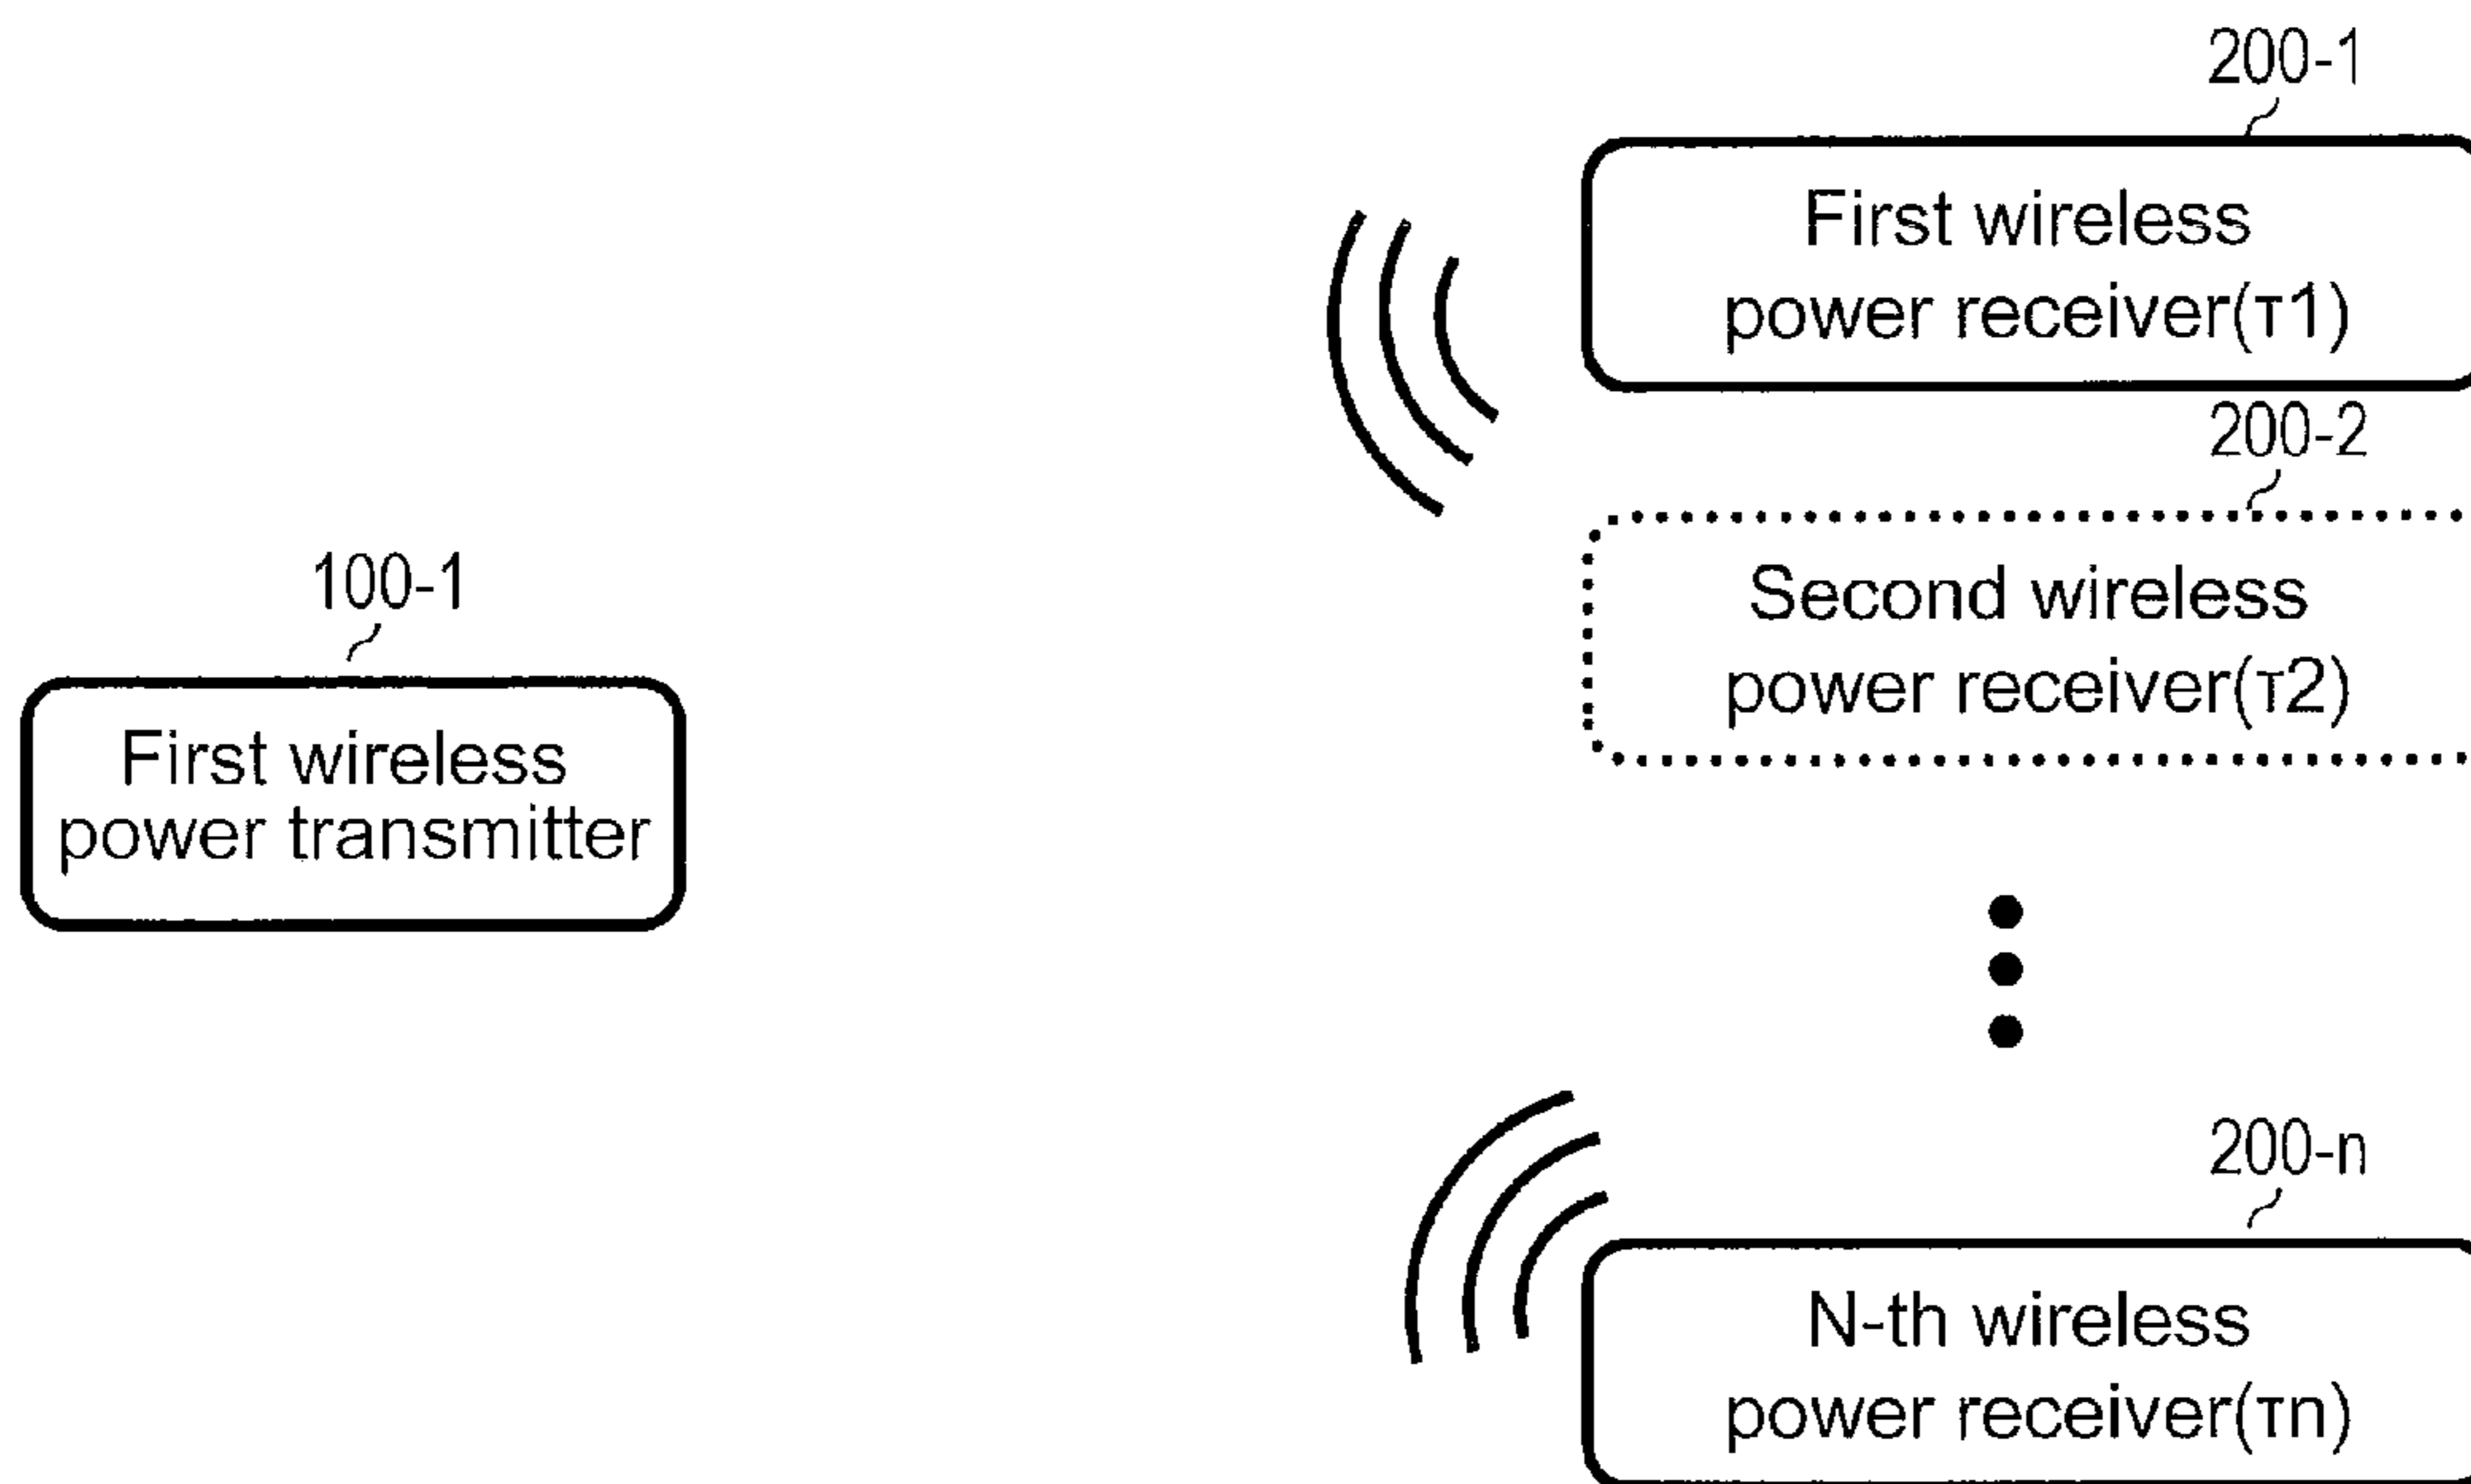 200-1
First wireless
power receiver(τ1)
200-2
Second wireless
power receiver(τ2)
100-1
First wireless
power transmitter
200-n
N-th wireless
power receiver(τn)